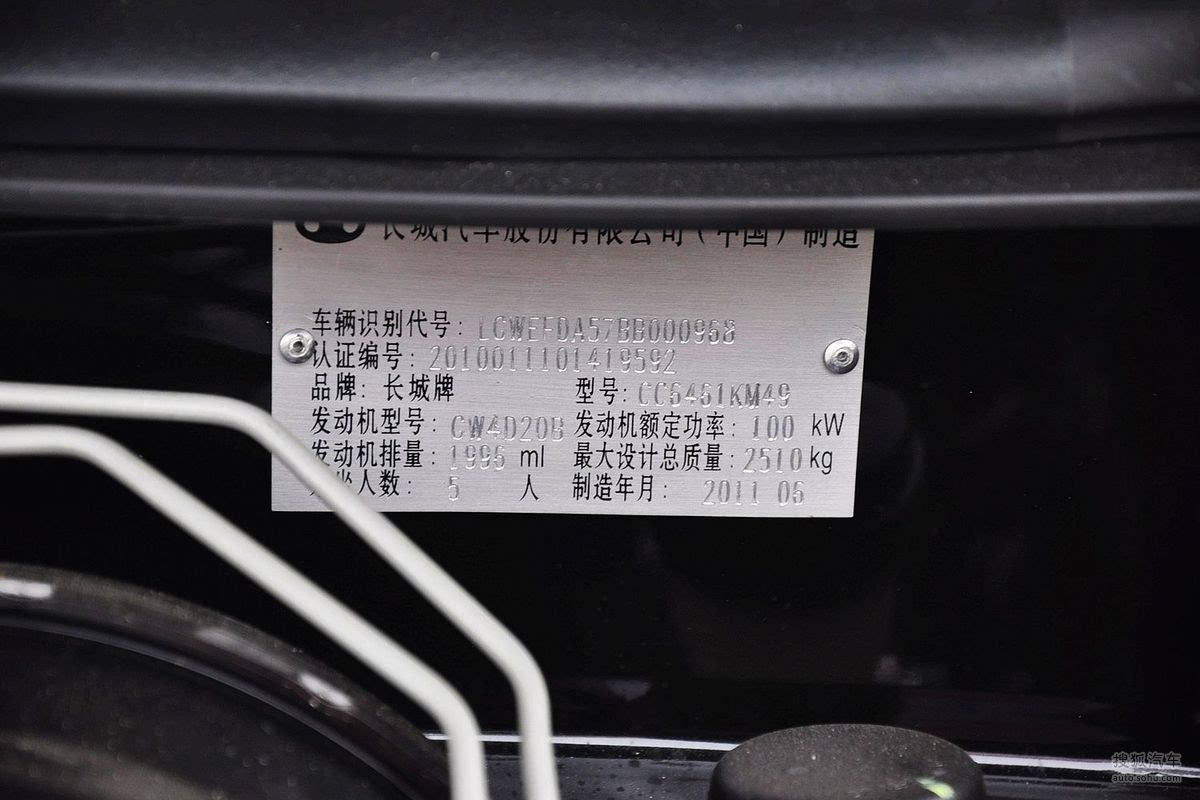 长城汽车股份有限公司(中国)制造
车辆识别代号: LGWEFDA57BB000968
认证编号: 2010011101419592
品牌: 长城牌 型号: CC6461KM49
发动机型号: GW4D20B 发动机额定功率: 100 kW
发动机排量: 1996 ml 最大设计总质量: 2510 kg
乘坐人数: 5 人 制造年月: 2011 06
搜狐汽车
auto.sohu.com